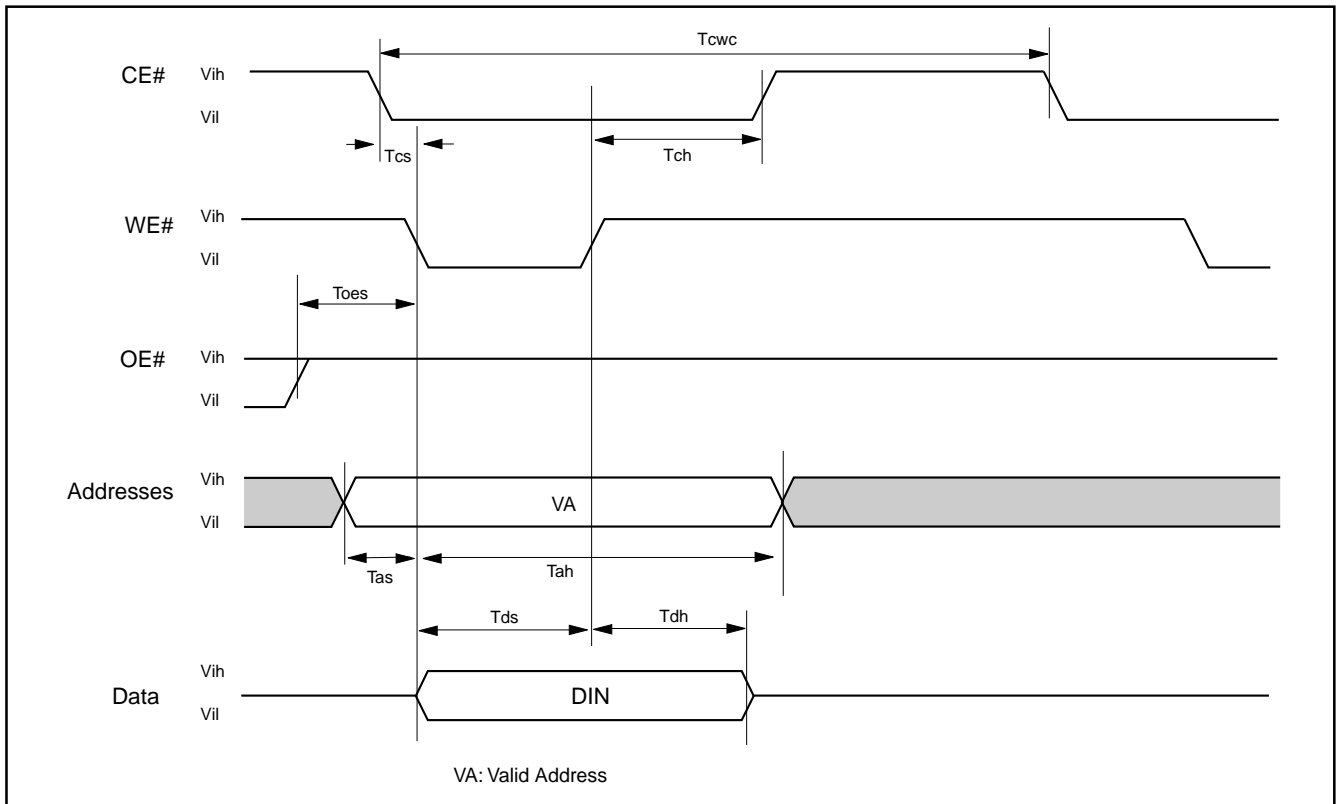 Tcwc
CE#
Vih
Vil
Tcs
Tch
WE#
Vih
Vil
Toes
OE#
Vih
Vil
Addresses
Vih
Vil
VA
Tas
Tah
Tds
Tdh
Data
Vih
Vil
DIN
VA: Valid Address